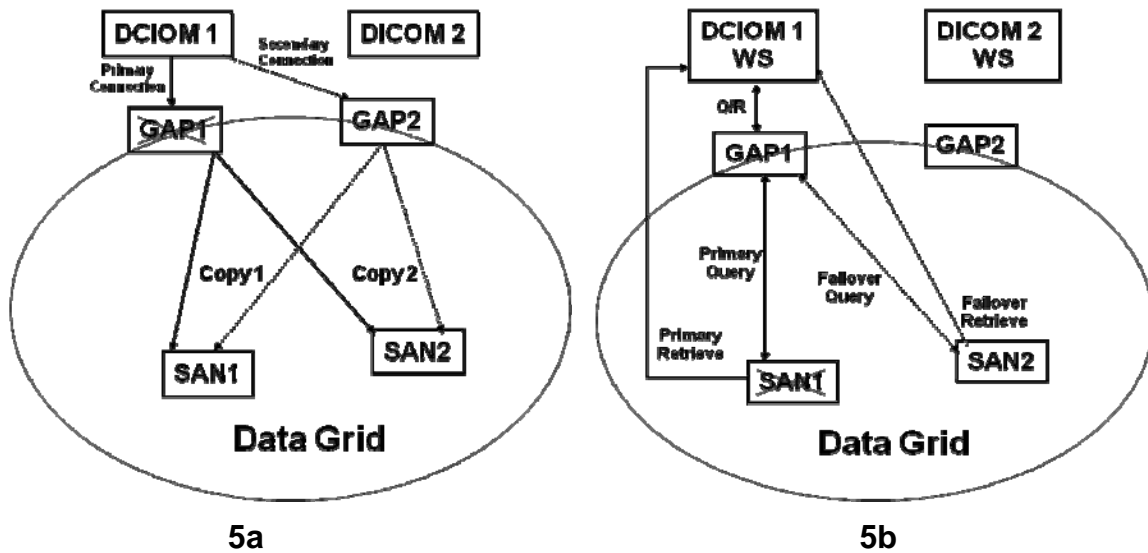 DCIOM 1
DICOM 2
Secondary
Connection
Primary
Connection
GAP1
GAP2
Copy1
Copy2
SAN1
SAN2
Data Grid
5a
DCIOM 1
WS
DICOM 2
WS
Q/R
GAP1
GAP2
Primary
Query
Failover
Query
Primary
Retrieve
Failover
Retrieve
SAN1
SAN2
Data Grid
5b